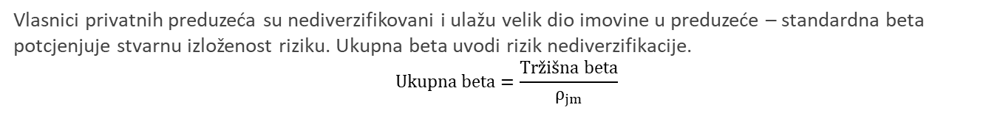 Vlasnici privatnih preduzeća su nediverzifikovani i ulažu velik dio imovine u preduzeće – standardna beta
potcjenjuje stvarnu izloženost riziku. Ukupna beta uvodi rizik nediverzifikacije.
Tržišna beta
Ukupna beta =
ρjm